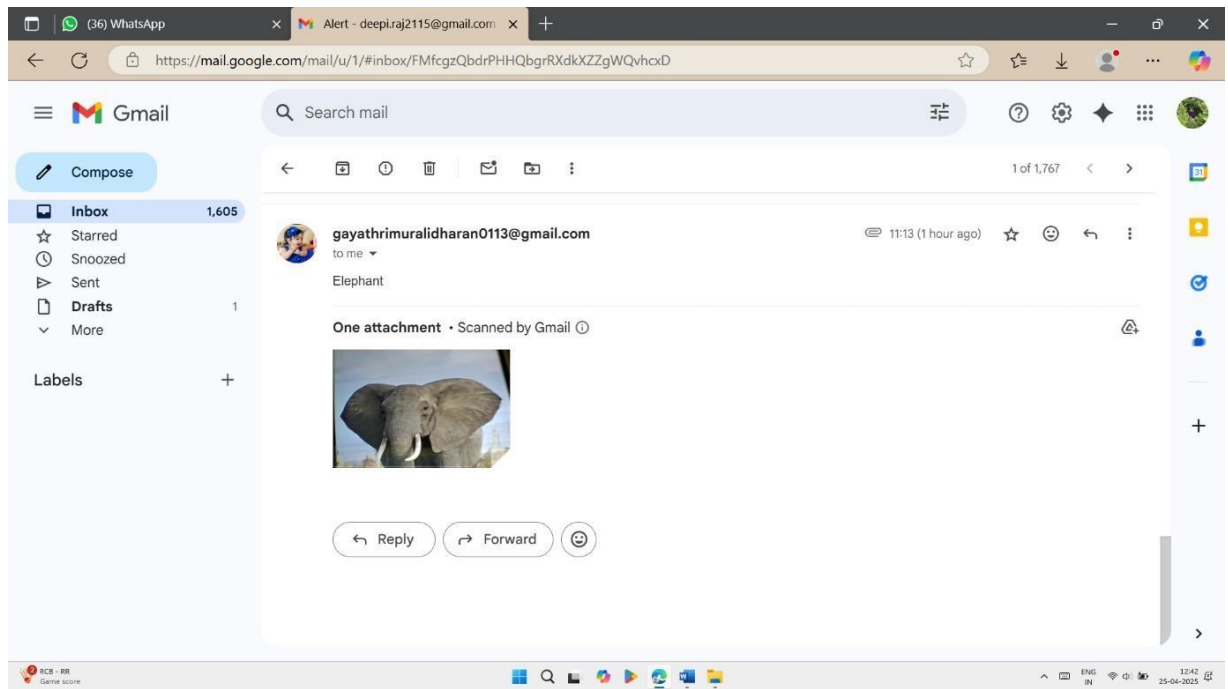 (36) WhatsApp
Alert - deepi.raj2115@gmail.com
https://mail.google.com/mail/u/1/#inbox/FMfcgzQbdrPHHQbgrRXdkXZZgWQvhcxD
Gmail
Search mail
Compose
1 of 1,767
31
Inbox 1,605
Starred
Snoozed
Sent
Drafts 1
More
Labels
gayathrimuralidharan0113@gmail.com
11:13 (1 hour ago)
to me
Elephant
One attachment • Scanned by Gmail
Reply
Forward
2
RCB - RR
Game score
ENG
IN
12:42
25-04-2025